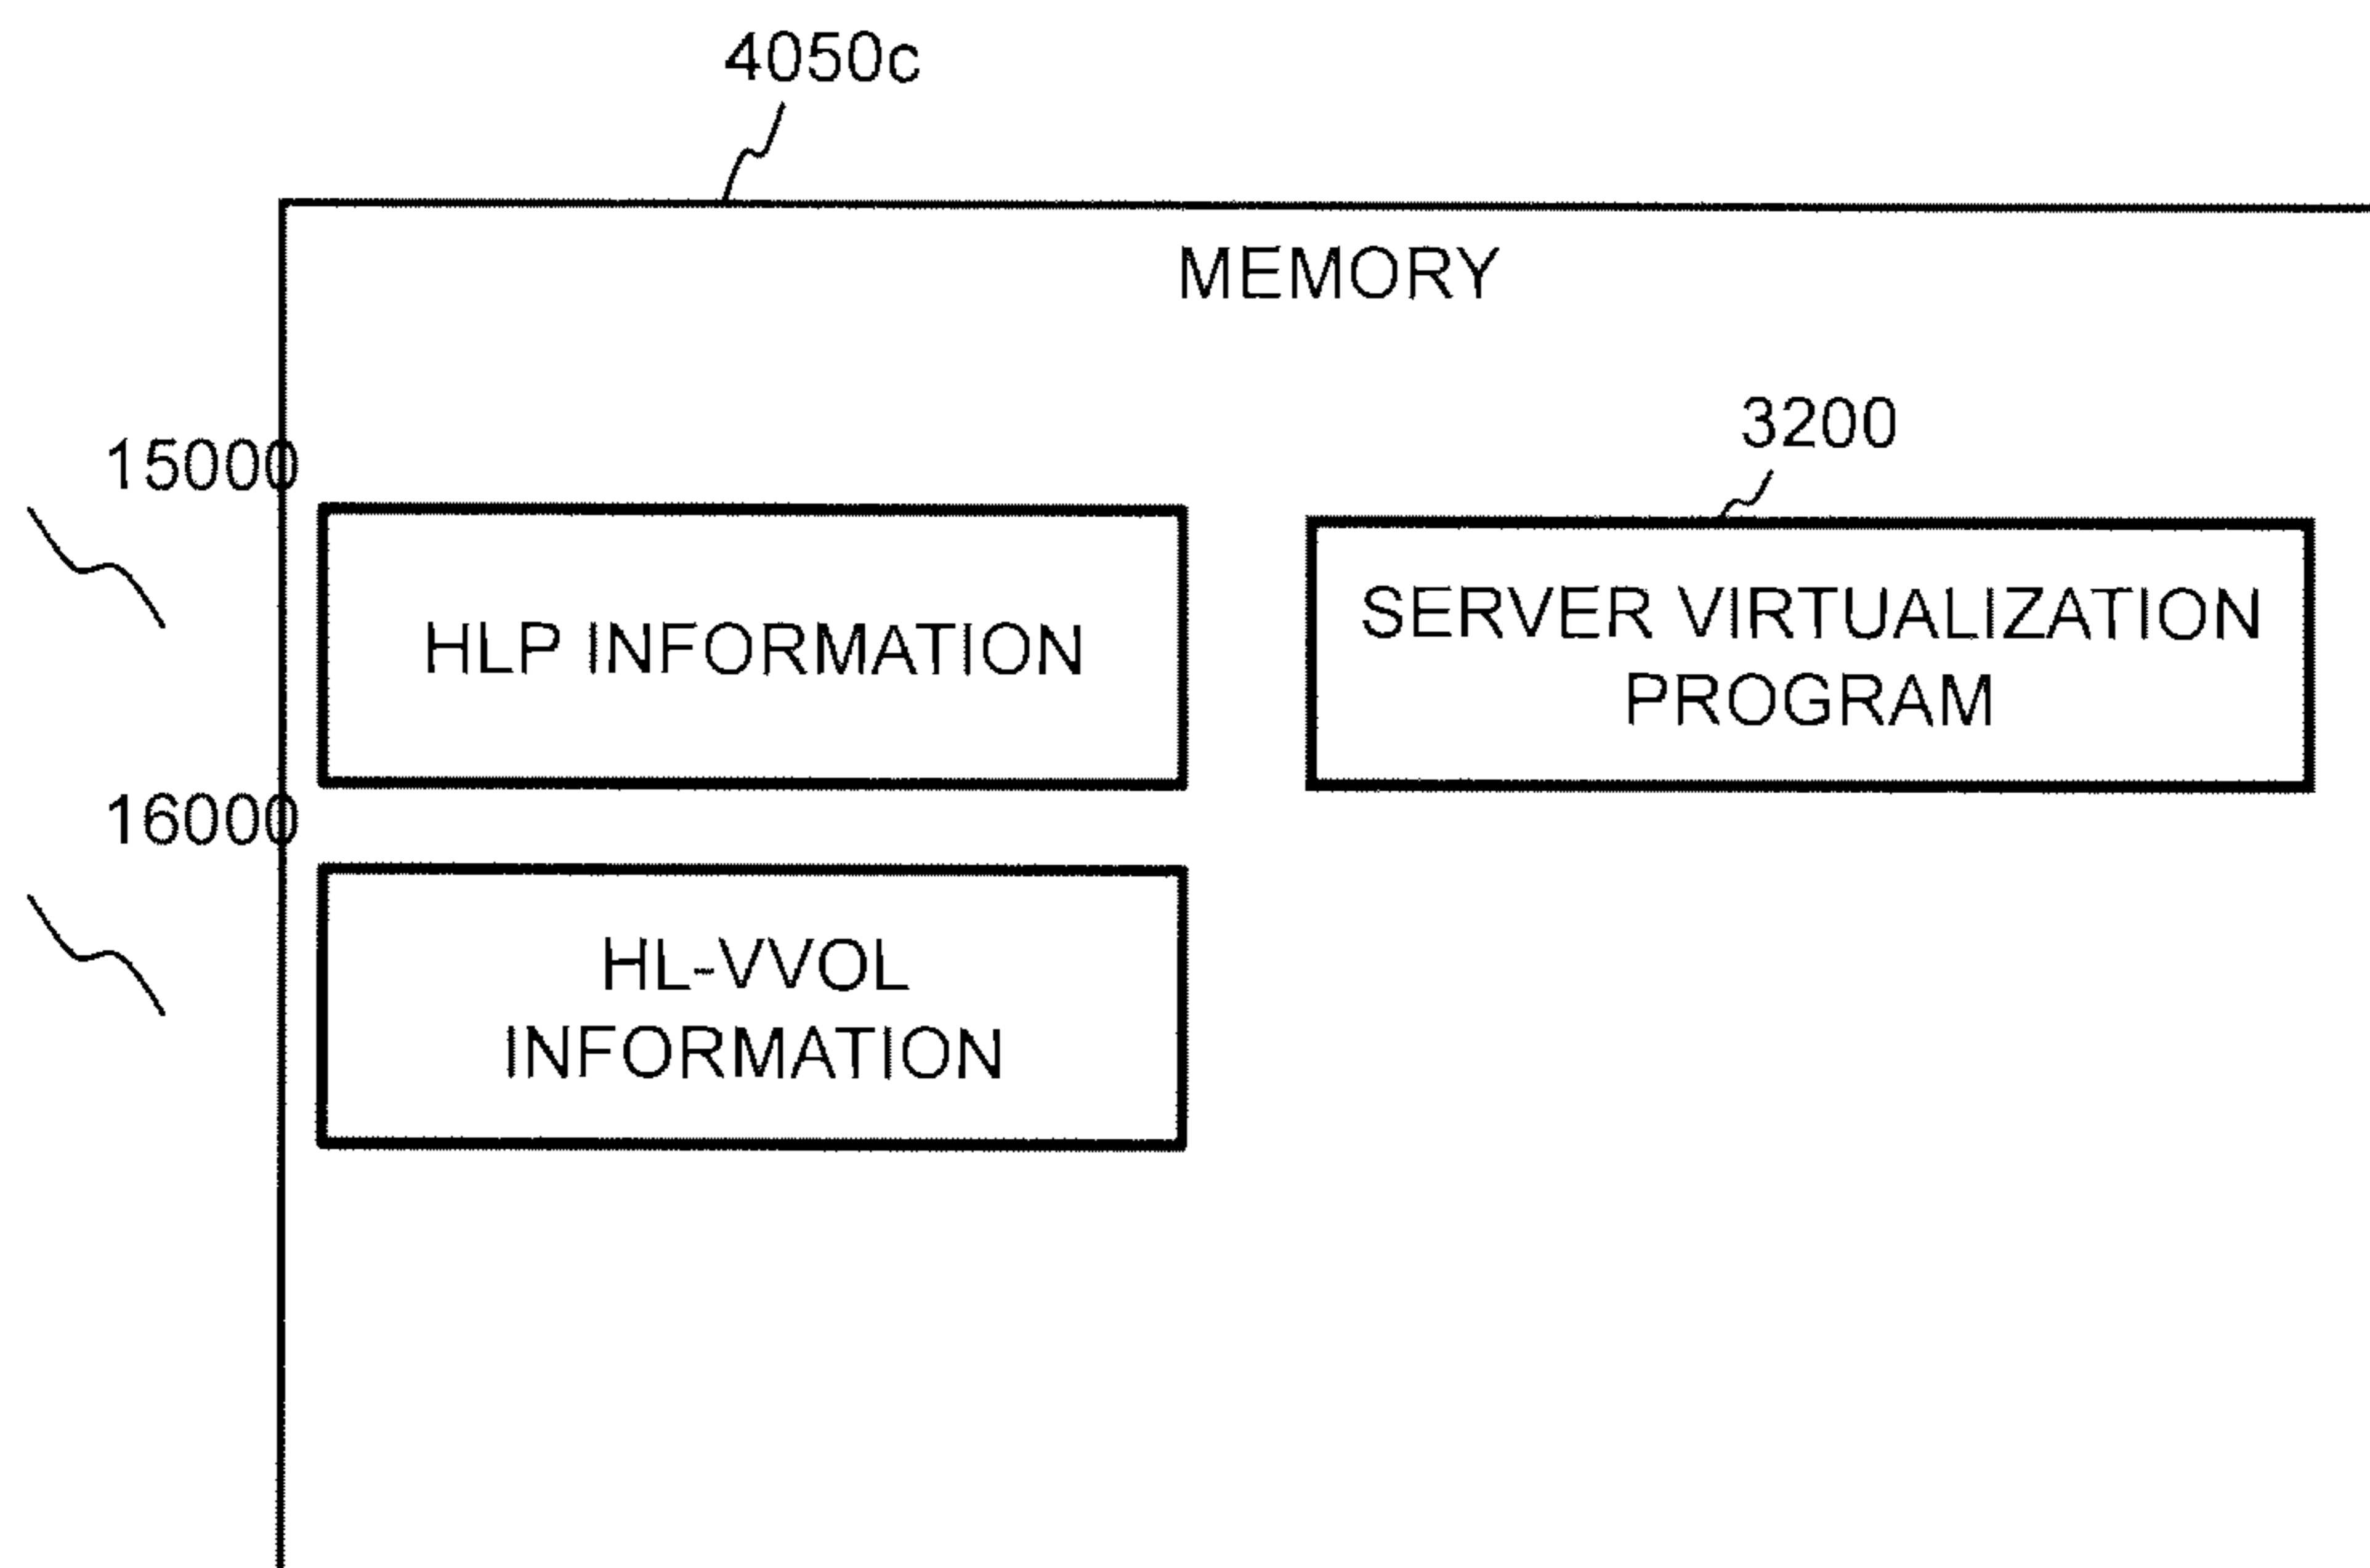 4050c
MEMORY
15000
3200
HLP INFORMATION
SERVER VIRTUALIZATION
PROGRAM
16000
HL-VVOL
INFORMATION